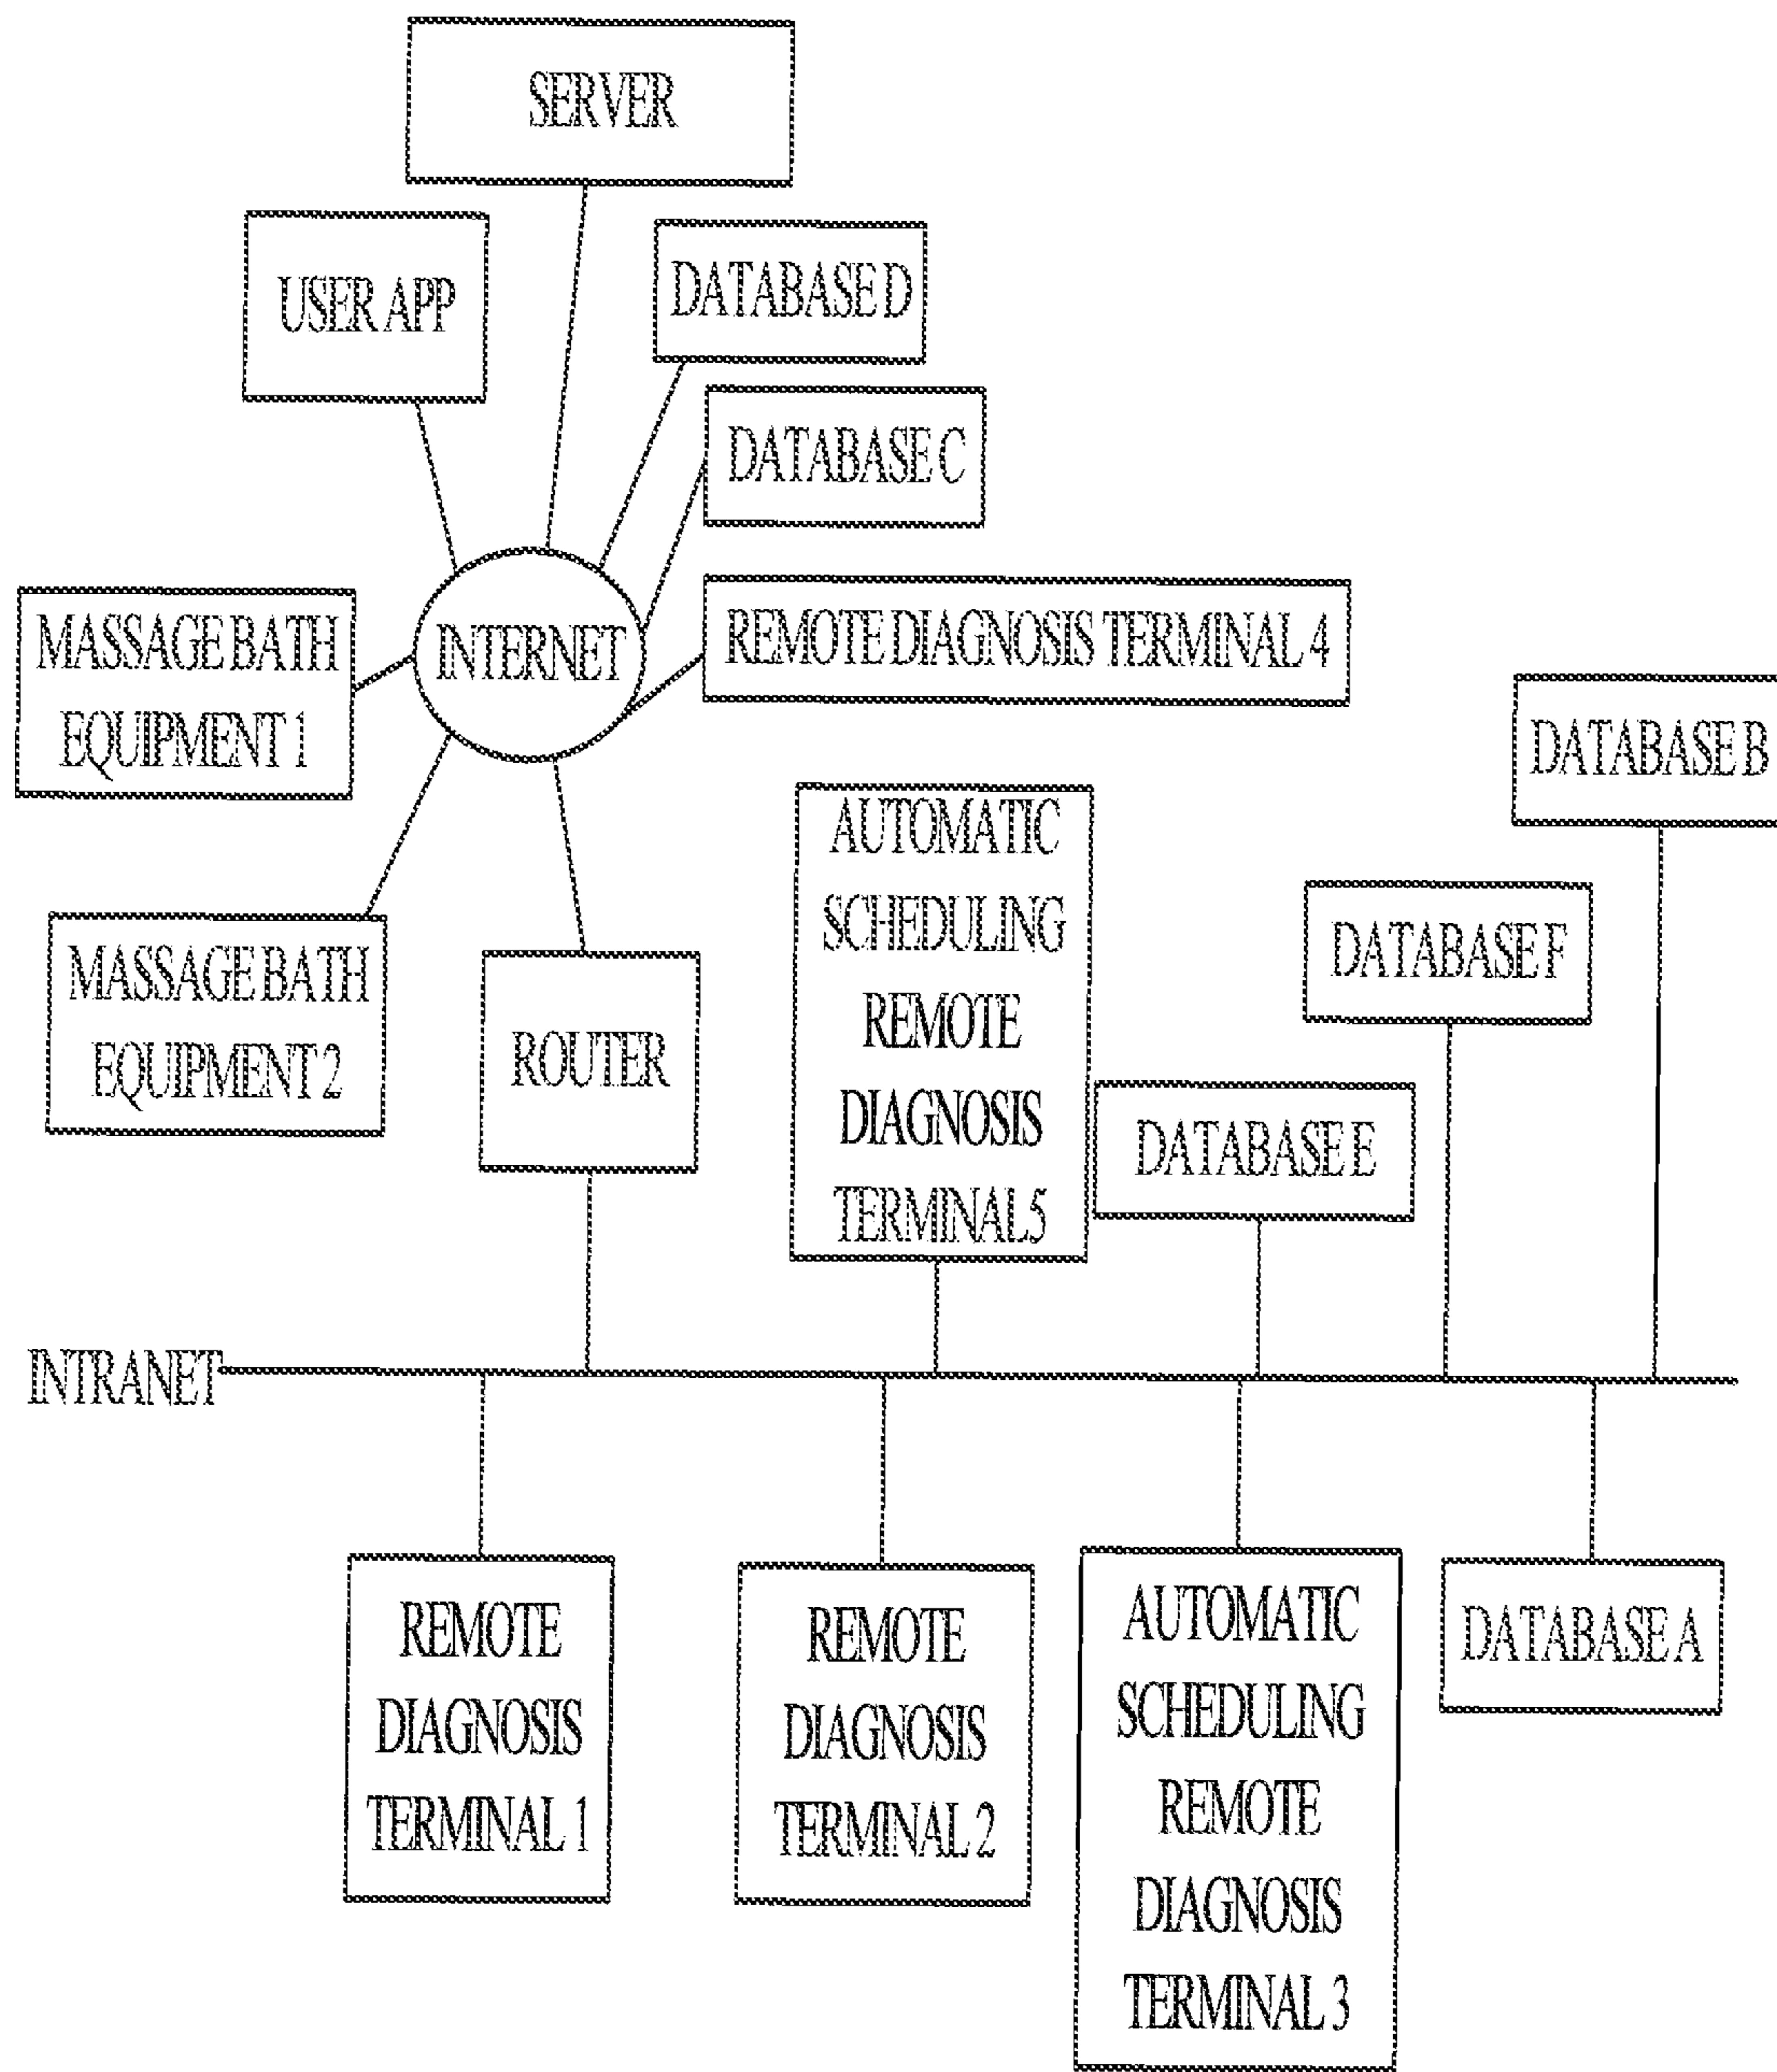 SERVER
USER APP
DATABASE D
DATABASE C
MASSAGE BATH
EQUIPMENT 1
INTERNET
REMOTE DIAGNOSIS TERMINAL 4
DATABASE B
MASSAGE BATH
EQUIPMENT 2
ROUTER
AUTOMATIC
SCHEDULING
REMOTE
DIAGNOSIS
TERMINAL5
DATABASE F
DATABASE E
INTRANET
REMOTE
DIAGNOSIS
TERMINAL 1
REMOTE
DIAGNOSIS
TERMINAL 2
AUTOMATIC
SCHEDULING
REMOTE
DIAGNOSIS
TERMINAL 3
DATABASE A